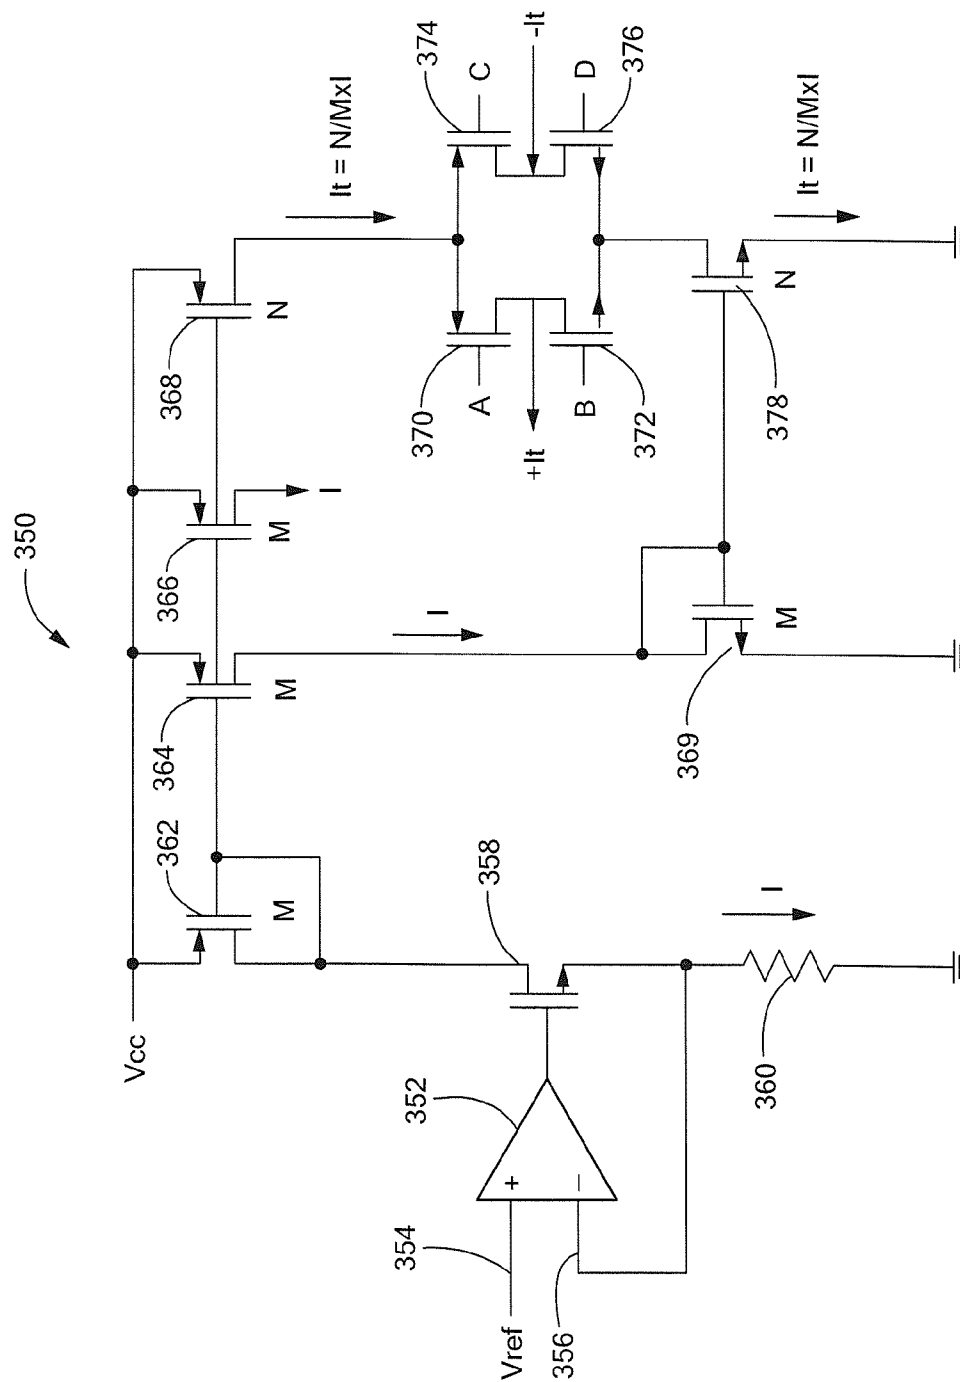 350
Vcc
362
M
364
M
366
M
I
368
N
It = N/MxI
I
370
A
374
C
+It
-It
B
372
D
376
Vref
354
356
352
+
−
358
360
I
369
M
378
N
It = N/MxI